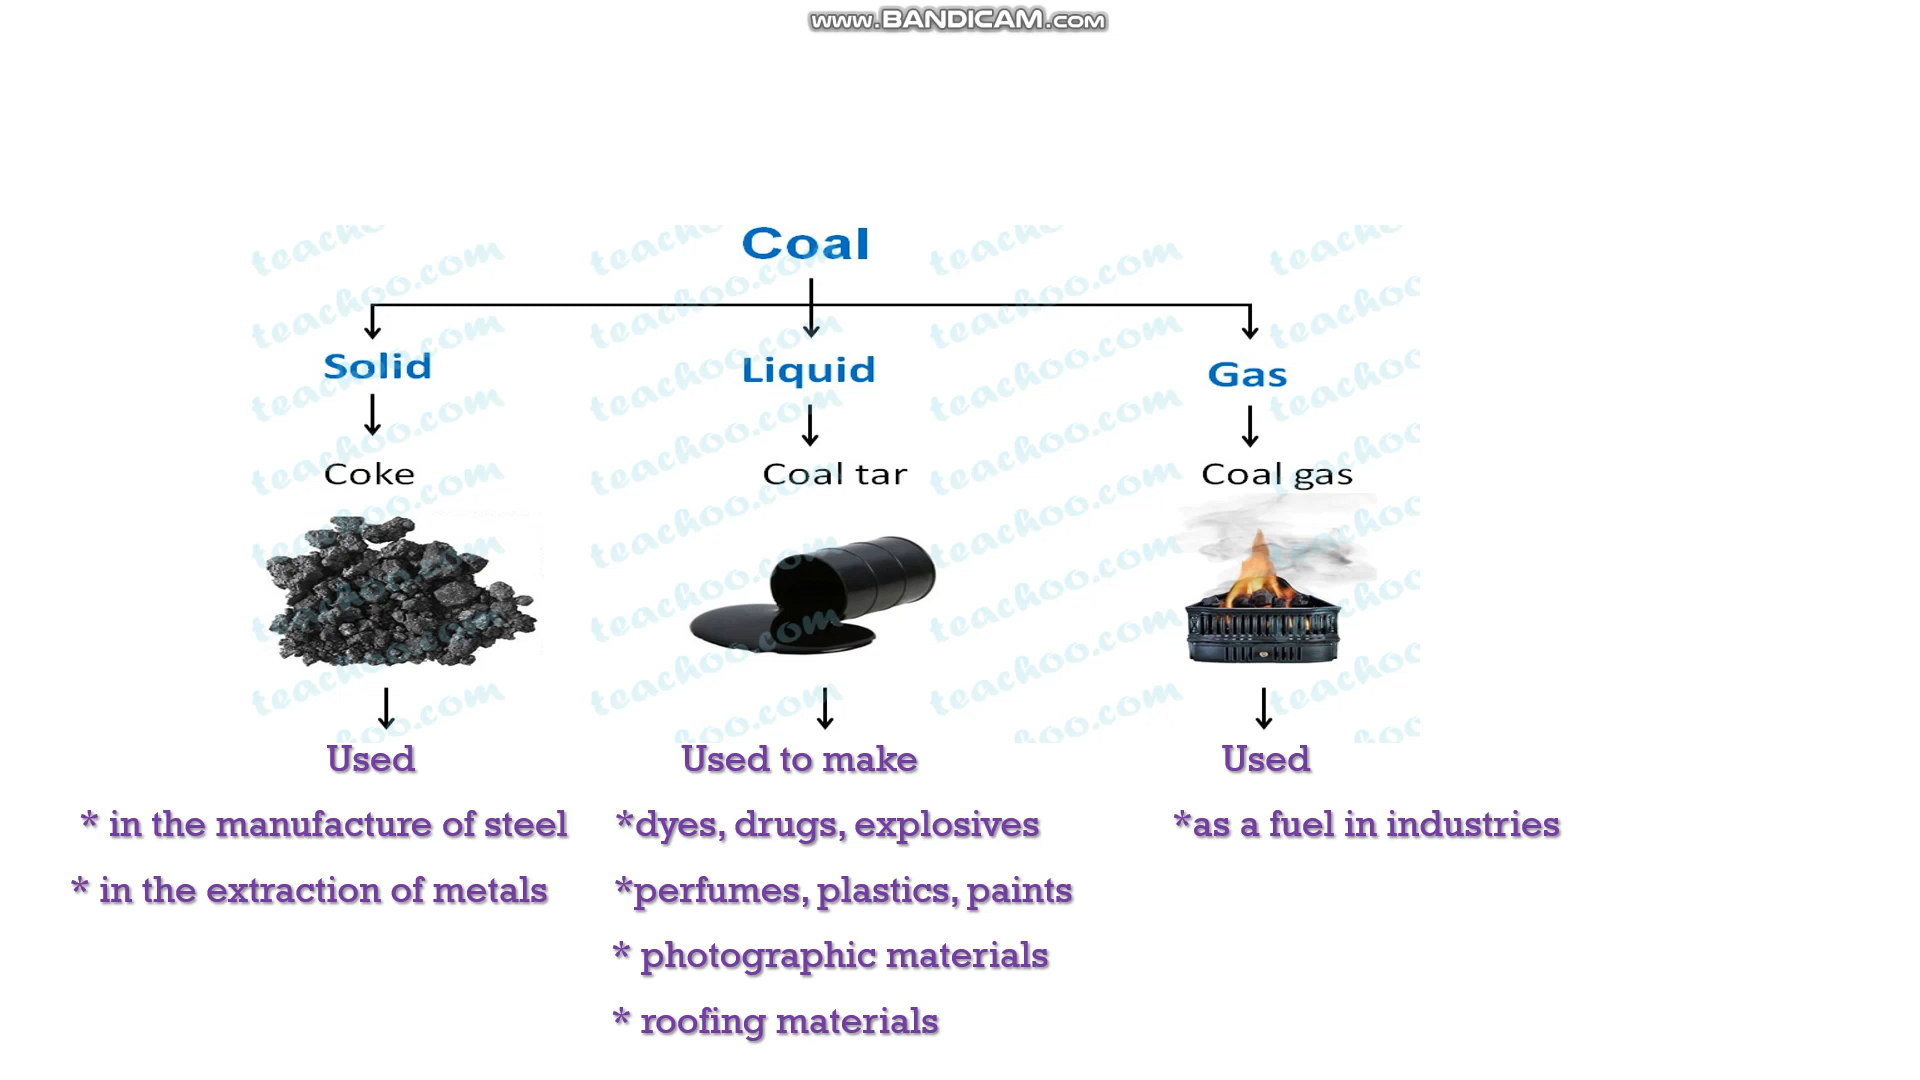 www.BANDICAM.com
Coal
Solid
Liquid
Gas
Coke
Coal tar
Coal gas
Used
* in the manufacture of steel
* in the extraction of metals
Used to make
*dyes, drugs, explosives
*perfumes, plastics, paints
* photographic materials
* roofing materials
Used
*as a fuel in industries
teachoo.com